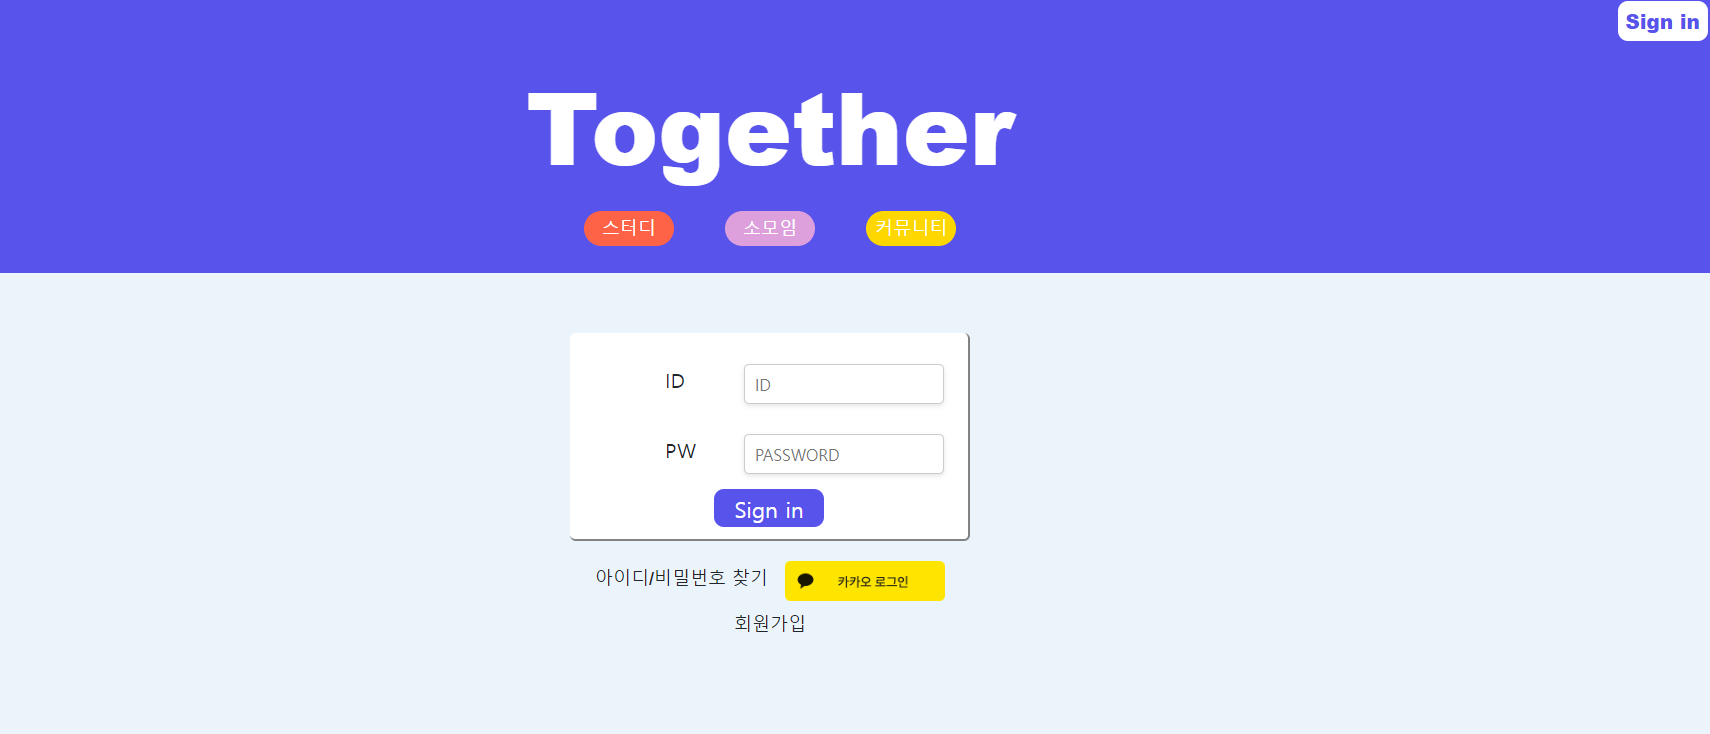 Sign in
Together
스터디 소모임 커뮤니티
ID ID
PW PASSWORD
Sign in
아이디/비밀번호 찾기 카카오 로그인
회원가입